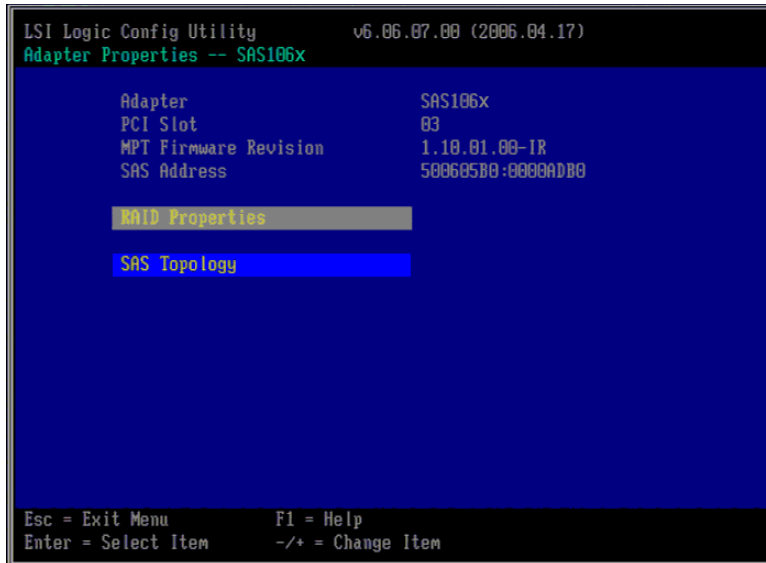 LSI Logic Config Utility v6.06.07.00 (2006.04.17)
Adapter Properties -- SAS106x
Adapter SAS106x
PCI Slot 03
MPT Firmware Revision 1.10.01.00-IR
SAS Address 500605B0:0000ADB0
RAID Properties
SAS Topology
Esc = Exit Menu F1 = Help
Enter = Select Item -/+ = Change Item